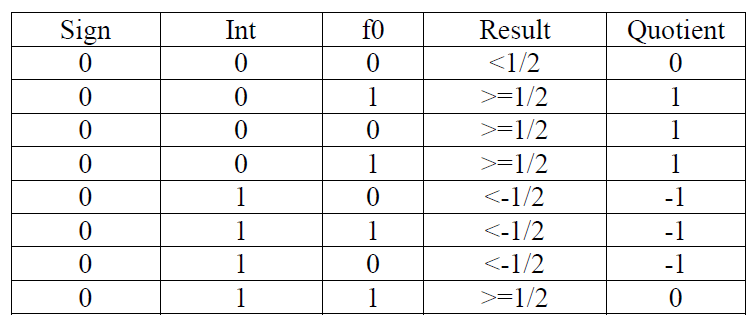 Sign Int f0 Result Quotient
0 0 0 <1/2 0
0 0 1 >=1/2 1
0 0 0 >=1/2 1
0 0 1 >=1/2 1
0 1 0 <-1/2 -1
0 1 1 <-1/2 -1
0 1 0 <-1/2 -1
0 1 1 >=1/2 0